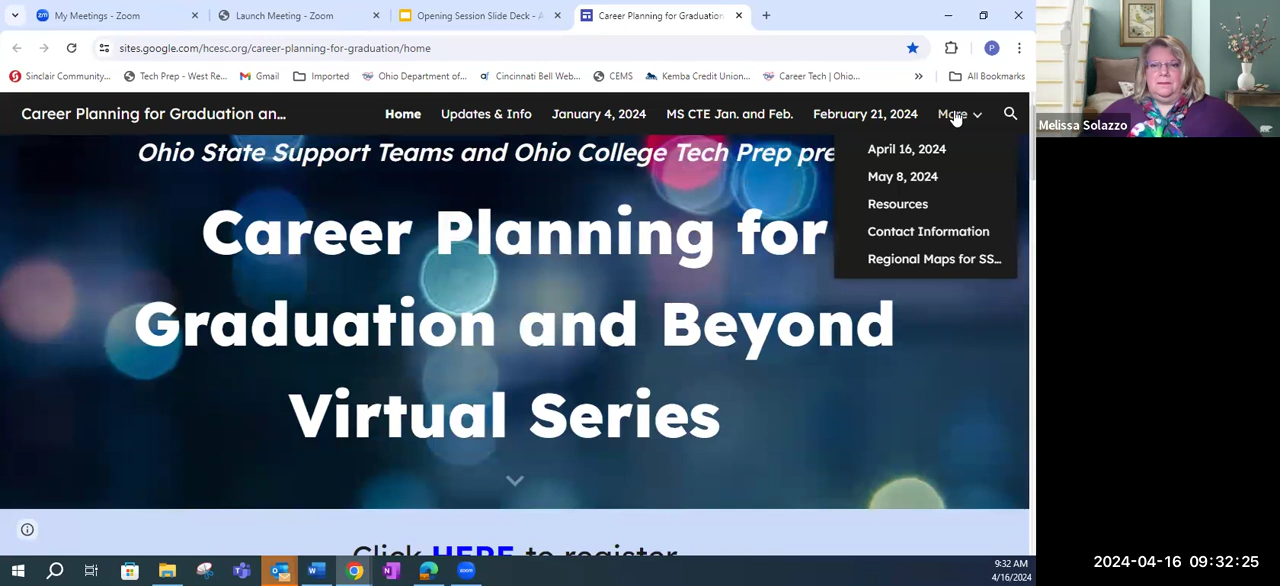 My Meetings - Zoom
Launch Meeting - Zoom
Opening Session Slide Deck - A
Career Planning for Graduation
sites.google.com/hcesc.org/career-planning-for-graduation/home
P
Sinclair Community...
Tech Prep - West Re...
Gmail
Imported
Ohio Department of...
Cincinnati Bell Web...
CEMS
Kemba Credit Union...
Career Tech | Ohio...
All Bookmarks
Career Planning for Graduation an...
Home
Updates & Info
January 4, 2024
MS CTE Jan. and Feb.
February 21, 2024
More
April 16, 2024
May 8, 2024
Resources
Contact Information
Regional Maps for SS...
Ohio State Support Teams and Ohio College Tech Prep pre
Career Planning for
Graduation and Beyond
Virtual Series
Click HERE to register
Melissa Solazzo
9:32 AM
4/16/2024
2024-04-16 09:32:25